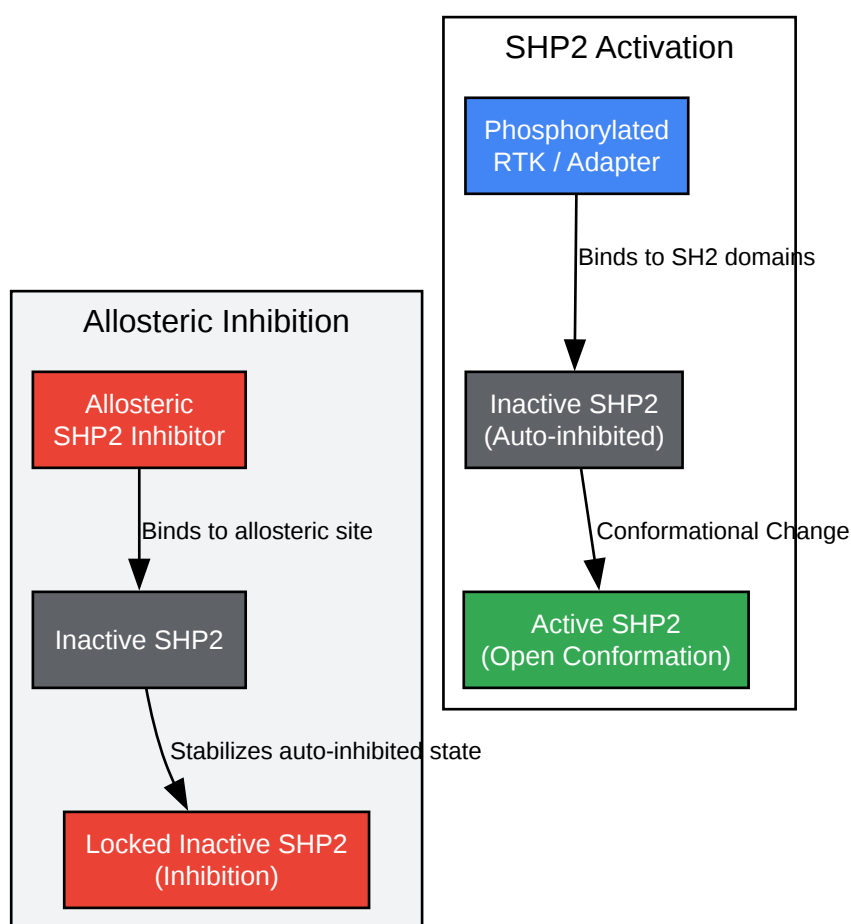 SHP2 Activation
Phosphorylated
RTK / Adapter
Binds to SH2 domains
Inactive SHP2
(Auto-inhibited)
Conformational Change
Active SHP2
(Open Conformation)
Allosteric Inhibition
Allosteric
SHP2 Inhibitor
Binds to allosteric site
Inactive SHP2
Stabilizes auto-inhibited state
Locked Inactive SHP2
(Inhibition)